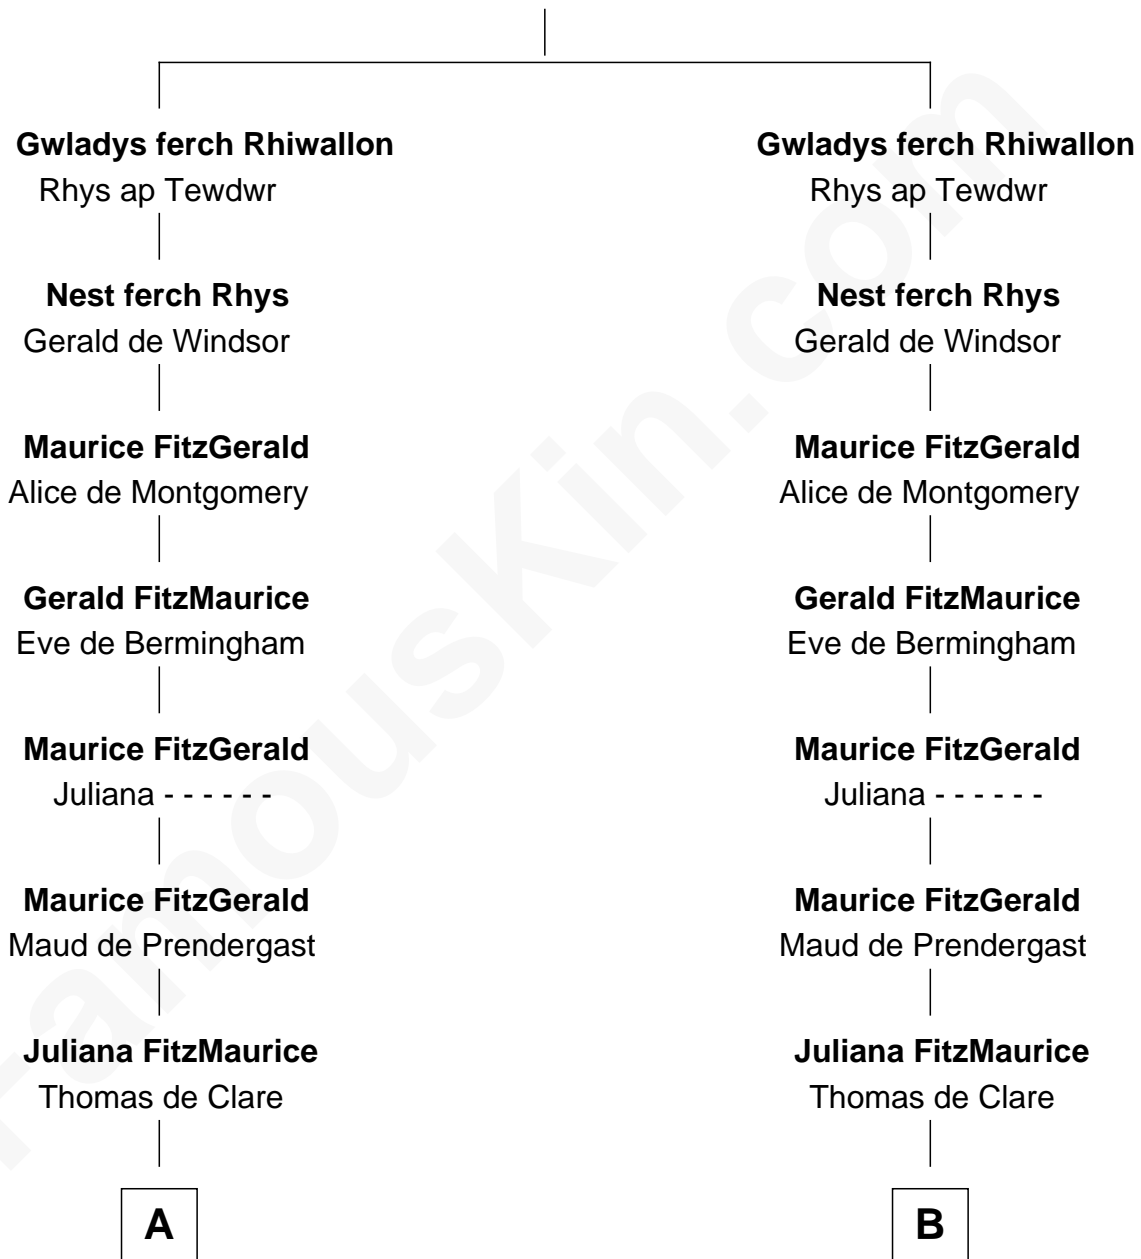 Gwladys ferch Rhiwallon
Rhys ap Tewdwr
Nest ferch Rhys
Gerald de Windsor
Maurice FitzGerald
Alice de Montgomery
Gerald FitzMaurice
Eve de Bermingham
Maurice FitzGerald
Juliana - - - - - -
Maurice FitzGerald
Maud de Prendergast
Juliana FitzMaurice
Thomas de Clare
A
Gwladys ferch Rhiwallon
Rhys ap Tewdwr
Nest ferch Rhys
Gerald de Windsor
Maurice FitzGerald
Alice de Montgomery
Gerald FitzMaurice
Eve de Bermingham
Maurice FitzGerald
Juliana - - - - - -
Maurice FitzGerald
Maud de Prendergast
Juliana FitzMaurice
Thomas de Clare
B
FamousKin.com